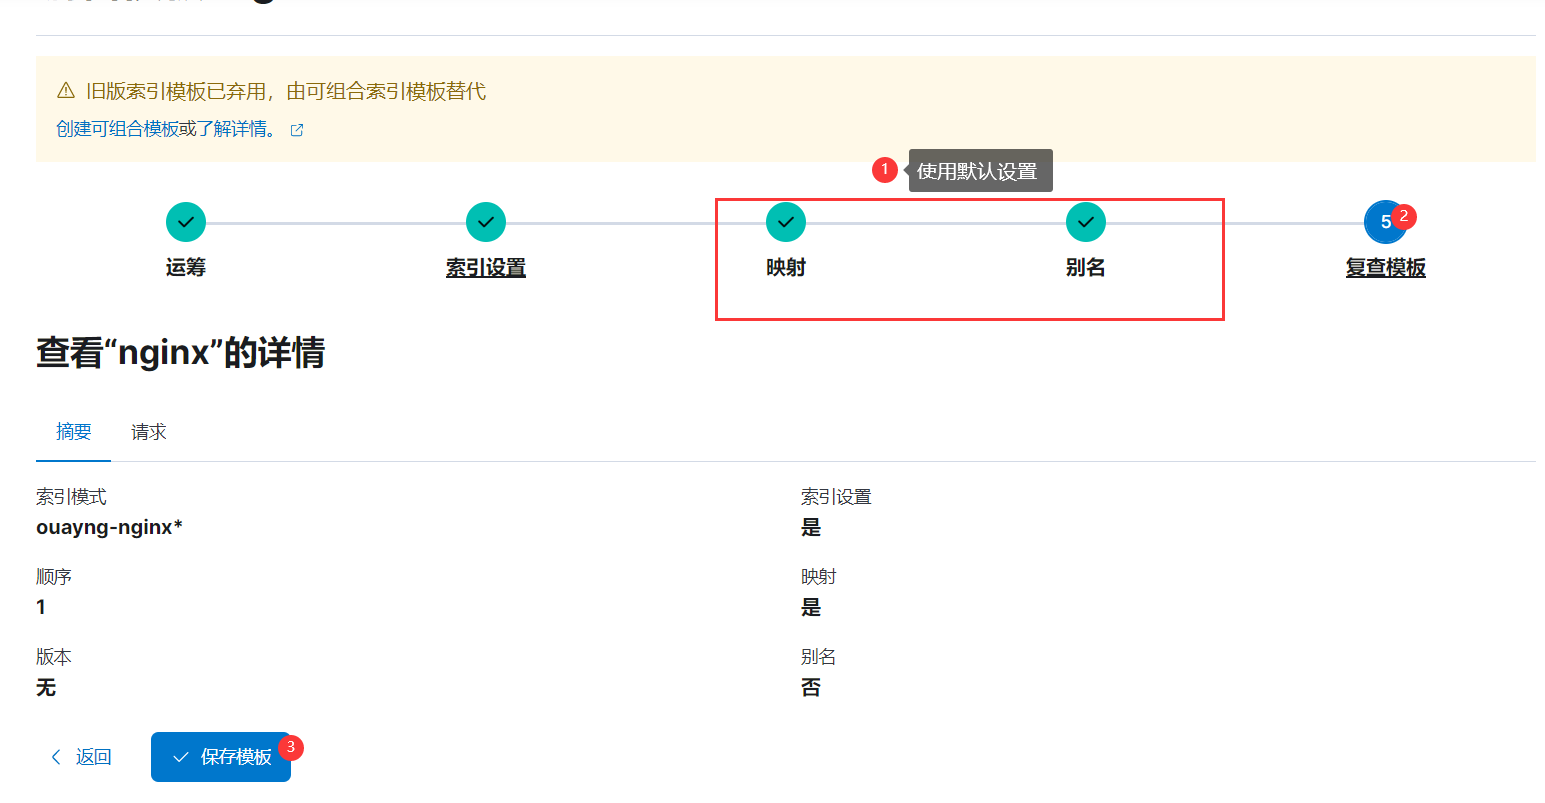 旧版索引模板已弃用，由可组合索引模板替代
创建可组合模板或了解详情。
1 使用默认设置
5 2
运筹 索引设置 映射 别名 复查模板
查看“nginx”的详情
摘要 请求
索引模式 索引设置
ouayng-nginx* 是
顺序 映射
1 是
版本 别名
无 否
返回 保存模板 3